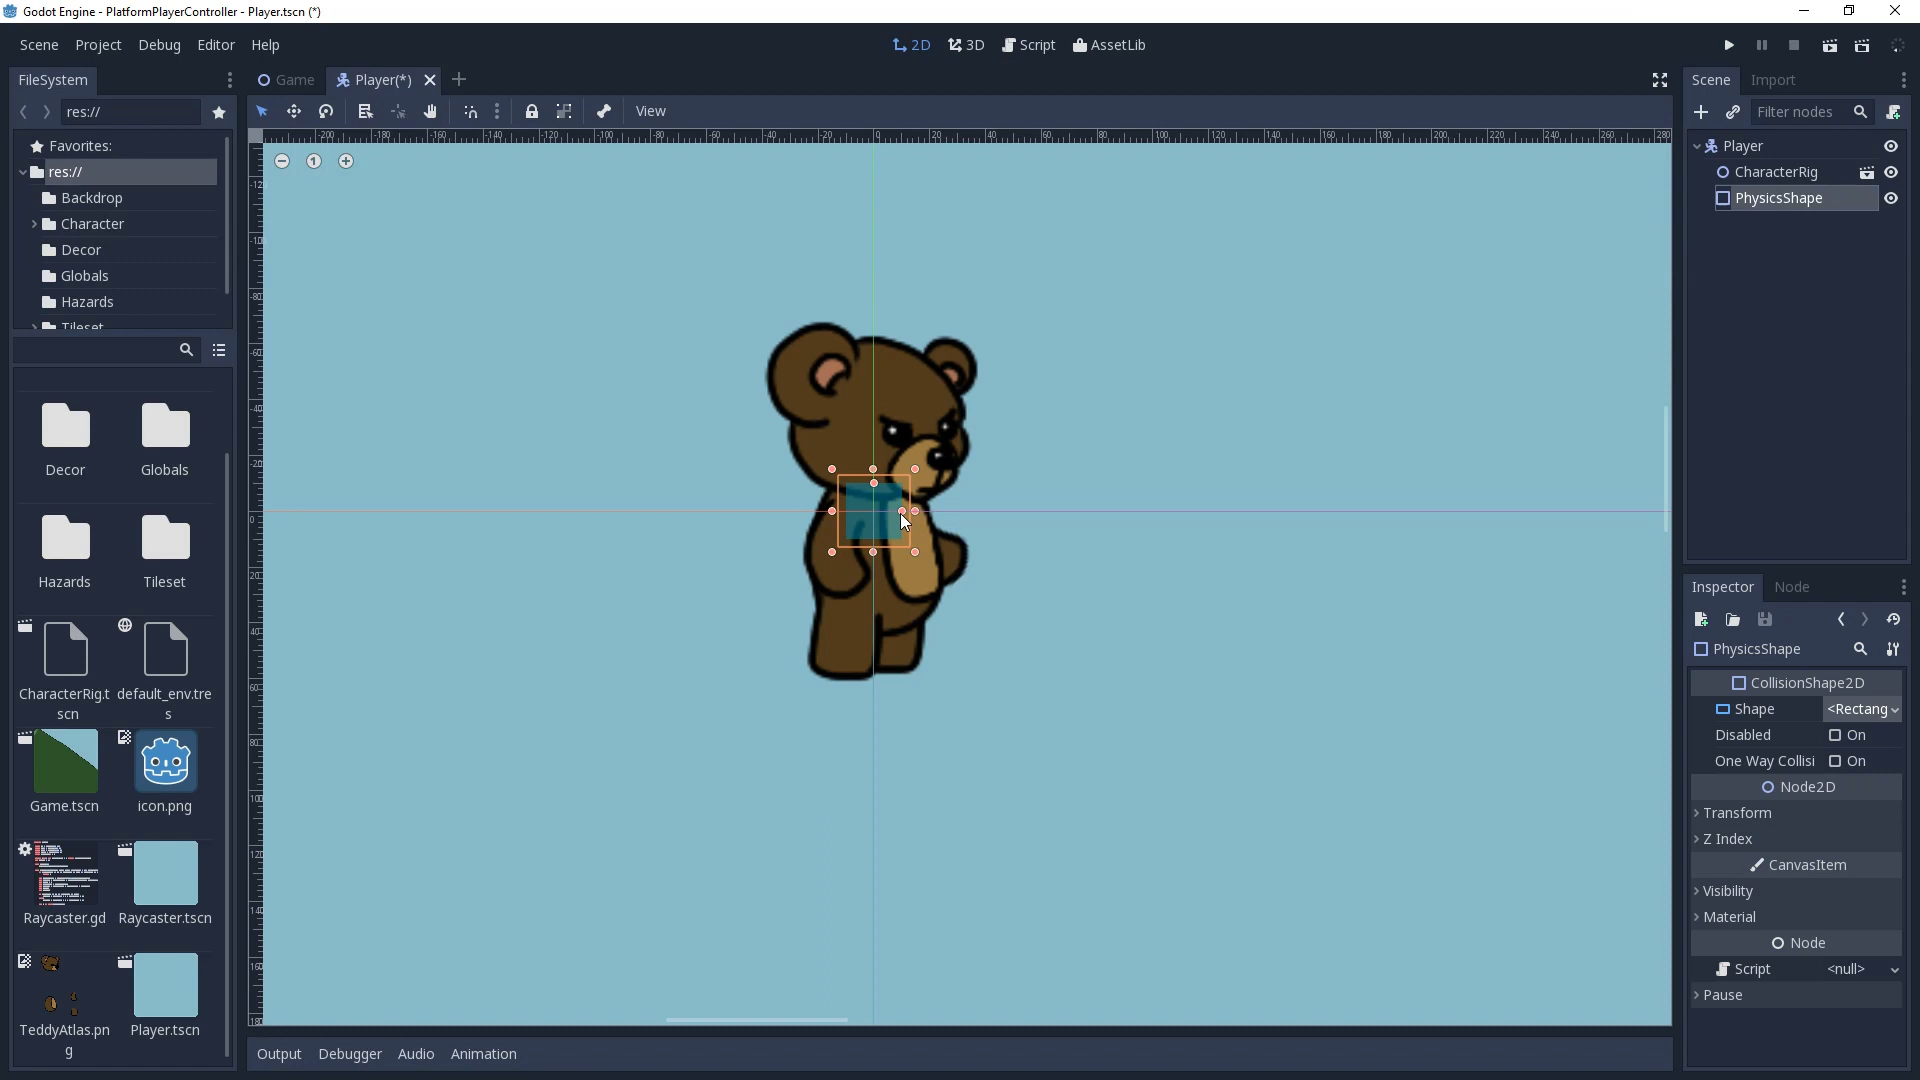 Godot Engine - PlatformPlayerController - Player.tscn (*)
Scene Project Debug Editor Help
2D 3D Script AssetLib
FileSystem
Game Player(*)
Scene Import
res://
View
Filter nodes
Favorites:
res://
Backdrop
Character
Decor
Globals
Hazards
Tileset
Player
CharacterRig
PhysicsShape
Decor Globals
Hazards Tileset
CharacterRig.t
scn
default_env.tre
s
Game.tscn icon.png
Raycaster.gd Raycaster.tscn
TeddyAtlas.pn
g
Player.tscn
Inspector Node
PhysicsShape
CollisionShape2D
Shape <Rectang
Disabled On
One Way Collisi On
Node2D
Transform
Z Index
CanvasItem
Visibility
Material
Node
Script <null>
Pause
Output Debugger Audio Animation